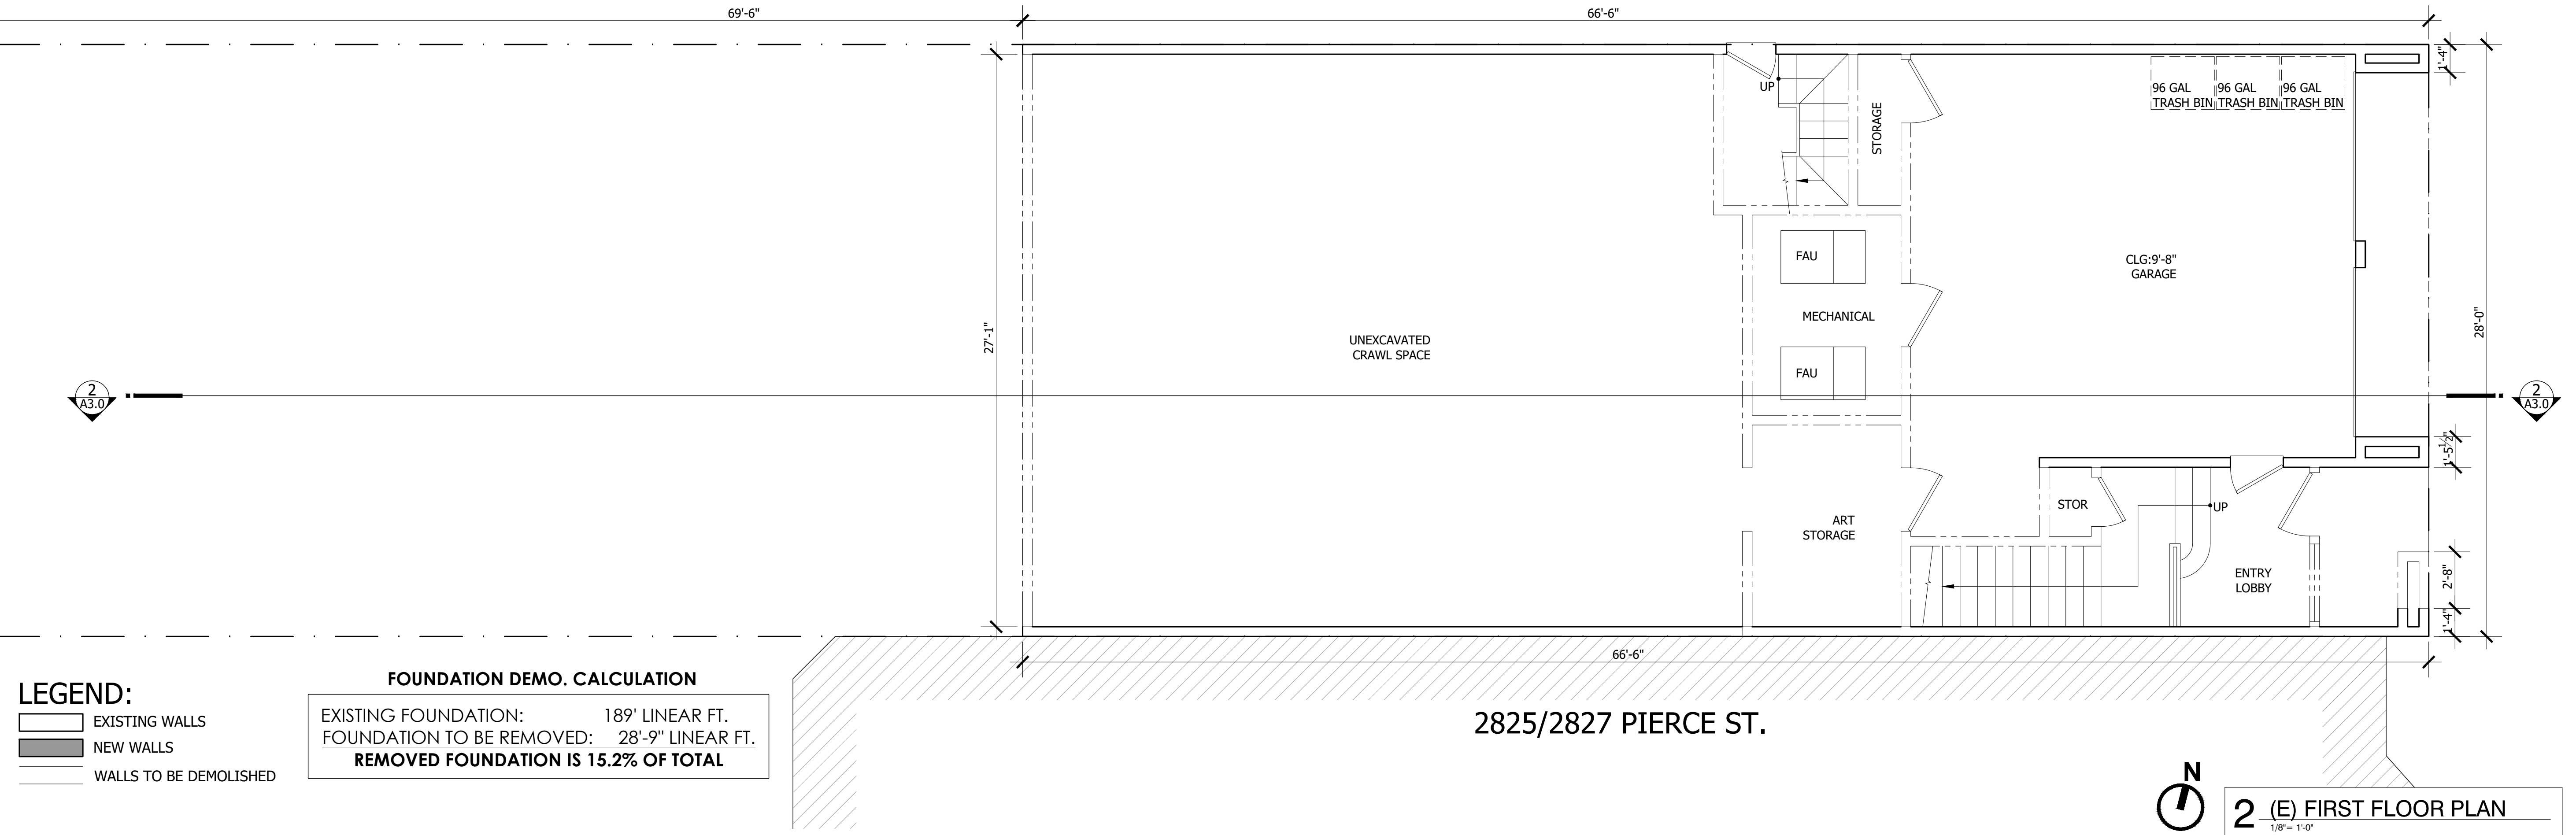 69'-6"
66'-6"
1'-4"
UP
STORAGE
96 GAL
TRASH BIN
96 GAL
TRASH BIN
96 GAL
TRASH BIN
FAU
CLG:9'-8"
GARAGE
MECHANICAL
27'-1"
28'-0"
UNEXCAVATED
CRAWL SPACE
FAU
2
A3.0
2
A3.0
1'-5 1/2"
STOR
UP
ART
STORAGE
ENTRY
LOBBY
2'-8"
1'-4"
66'-6"
LEGEND:
EXISTING WALLS
NEW WALLS
WALLS TO BE DEMOLISHED
FOUNDATION DEMO. CALCULATION
EXISTING FOUNDATION: 189' LINEAR FT.
FOUNDATION TO BE REMOVED: 28'-9" LINEAR FT.
REMOVED FOUNDATION IS 15.2% OF TOTAL
2825/2827 PIERCE ST.
N
2 (E) FIRST FLOOR PLAN
1/8"= 1'-0"